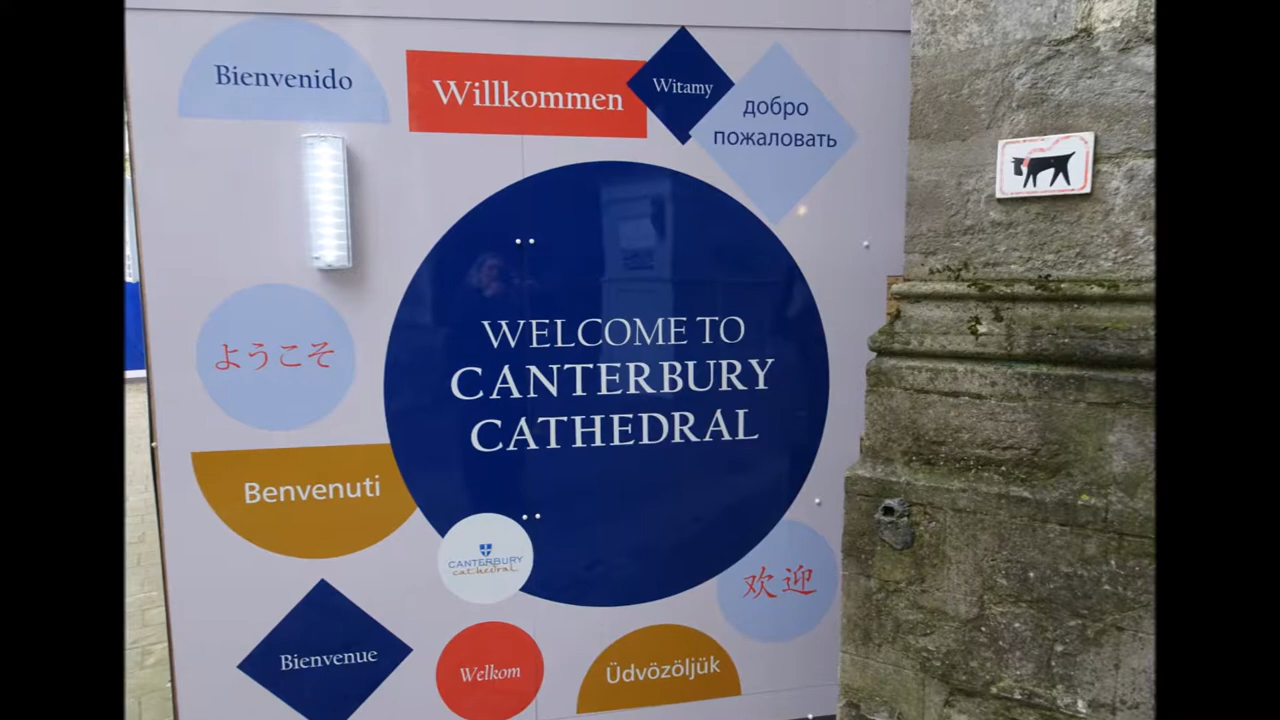 Bienvenido
Willkommen
Witamy
добро
пожаловать
WELCOME TO
CANTERBURY
CATHEDRAL
ようこそ
Benvenuti
CANTERBURY
cathedral
欢迎
Bienvenue
Welkom
Üdvözöljük